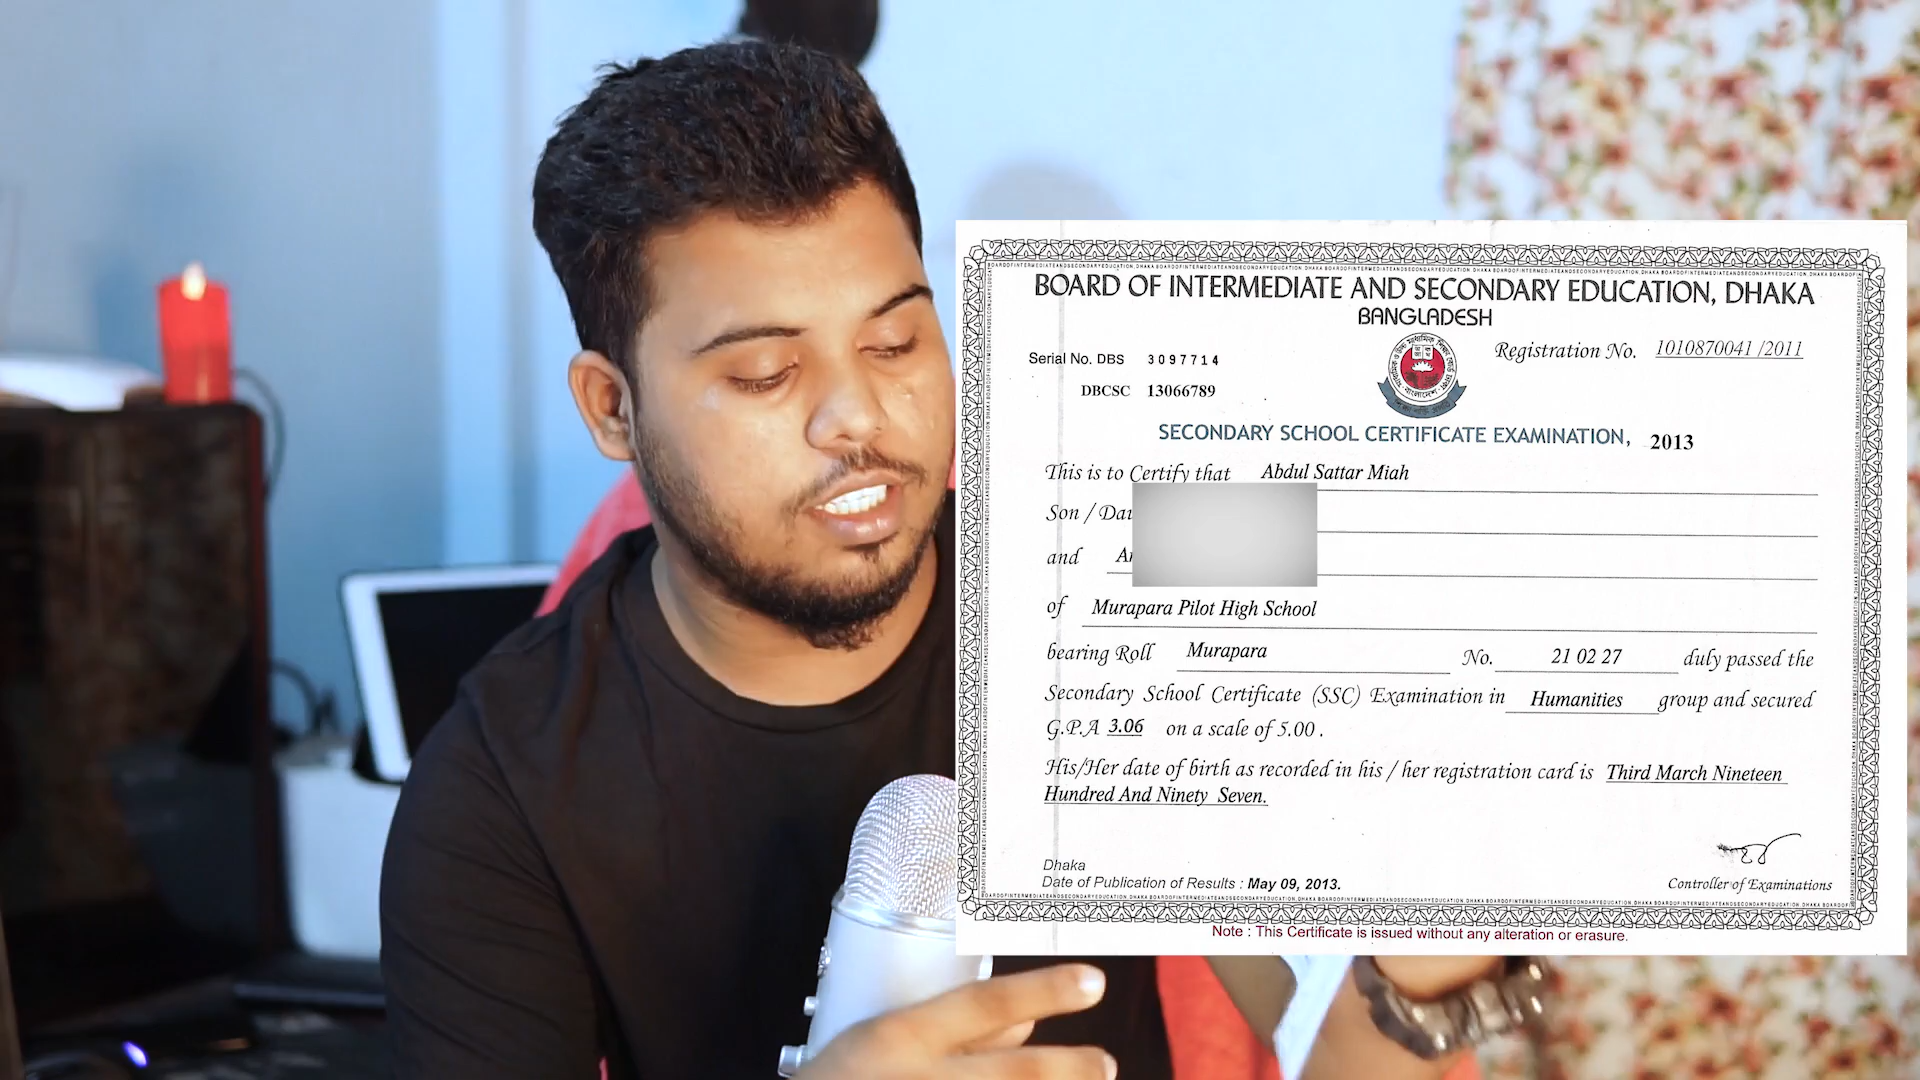 BOARD OF INTERMEDIATE AND SECONDARY EDUCATION, DHAKA
BANGLADESH
Serial No. DBS 3097714
Registration No. 1010870041 /2011
DBCSC 13066789
SECONDARY SCHOOL CERTIFICATE EXAMINATION, 2013
This is to Certify that Abdul Sattar Miah
Son /
and
of Murapara Pilot High School
bearing Roll Murapara No. 21 02 27 duly passed the
Secondary School Certificate (SSC) Examination in Humanities group and secured
G.P.A 3.06 on a scale of 5.00 .
His/Her date of birth as recorded in his / her registration card is Third March Nineteen
Hundred And Ninety Seven.
Dhaka
Date of Publication of Results : May 09, 2013.
Controller of Examinations
Note : This Certificate is issued without any alteration or erasure.